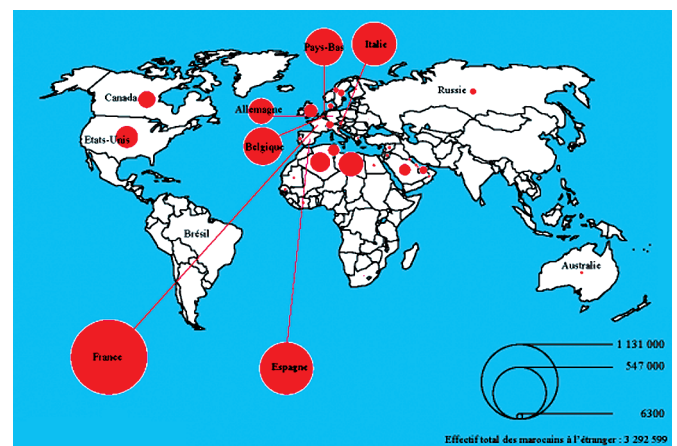 Pays-Bas
Italie
Canada
Russie
Allemagne
Etats-Unis
Belgique
Brésil
Australie
France
Espagne
1 131 000
547 000
6300
Effectif total des marocains à l'étranger : 3 292 599